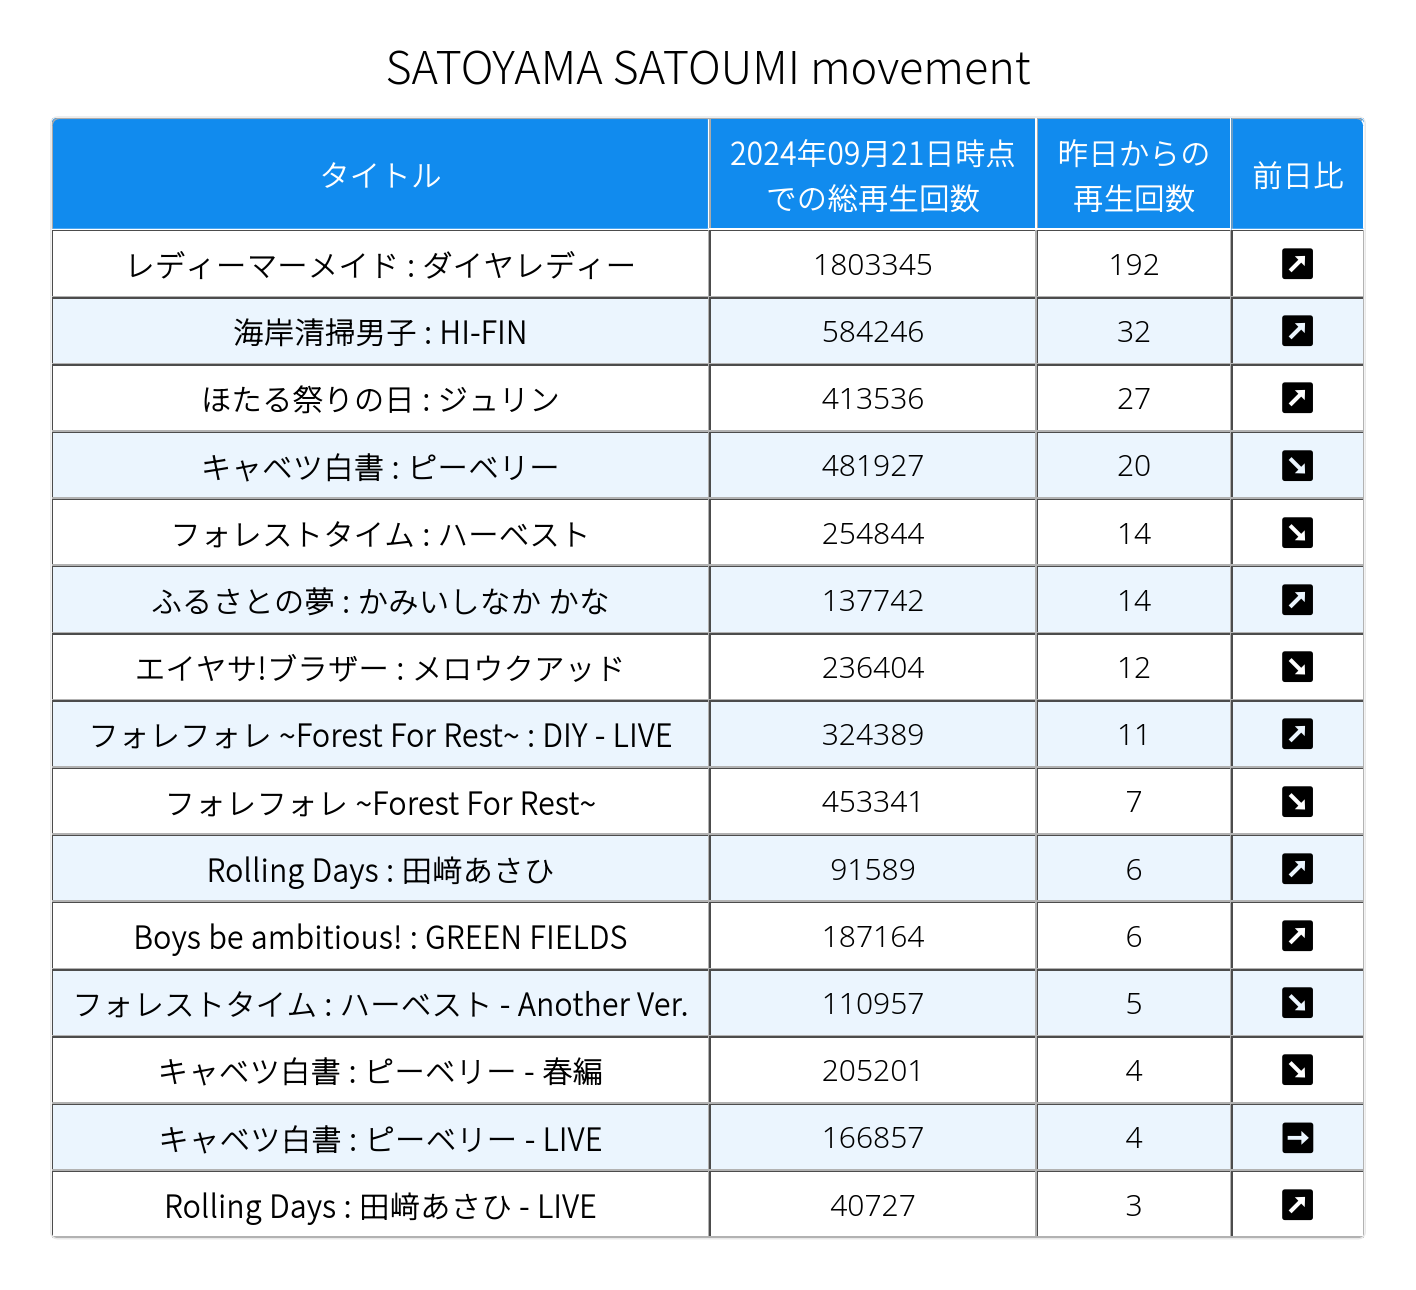 SATOYAMA SATOUMI movement
タイトル 2024年09月21日時点 での総再生回数 昨日からの 再生回数 前日比
レディーマーメイド : ダイヤレディー 1803345 192 ↗
海岸清掃男子 : HI-FIN 584246 32 ↗
ほたる祭りの日 : ジュリン 413536 27 ↗
キャベツ白書 : ピーベリー 481927 20 ↘
フォレストタイム : ハーベスト 254844 14 ↘
ふるさとの夢 : かみいしなか かな 137742 14 ↗
エイヤサ!ブラザー : メロウクアッド 236404 12 ↘
フォレフォレ ~Forest For Rest~ : DIY - LIVE 324389 11 ↗
フォレフォレ ~Forest For Rest~ 453341 7 ↘
Rolling Days : 田﨑あさひ 91589 6 ↗
Boys be ambitious! : GREEN FIELDS 187164 6 ↗
フォレストタイム : ハーベスト - Another Ver. 110957 5 ↘
キャベツ白書 : ピーベリー - 春編 205201 4 ↘
キャベツ白書 : ピーベリー - LIVE 166857 4 →
Rolling Days : 田﨑あさひ - LIVE 40727 3 ↗